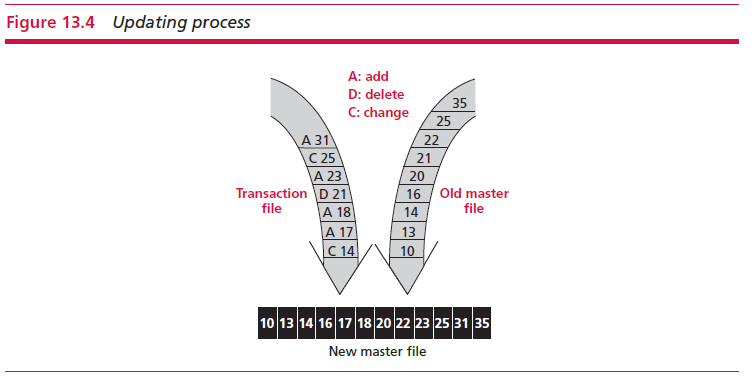 Figure 13.4 Updating process
A: add
D: delete
C: change
A 31
C 25
A 23
D 21
A 18
A 17
C 14
Transaction
file
35
25
22
21
20
16
14
13
10
Old master
file
10 13 14 16 17 18 20 22 23 25 31 35
New master file